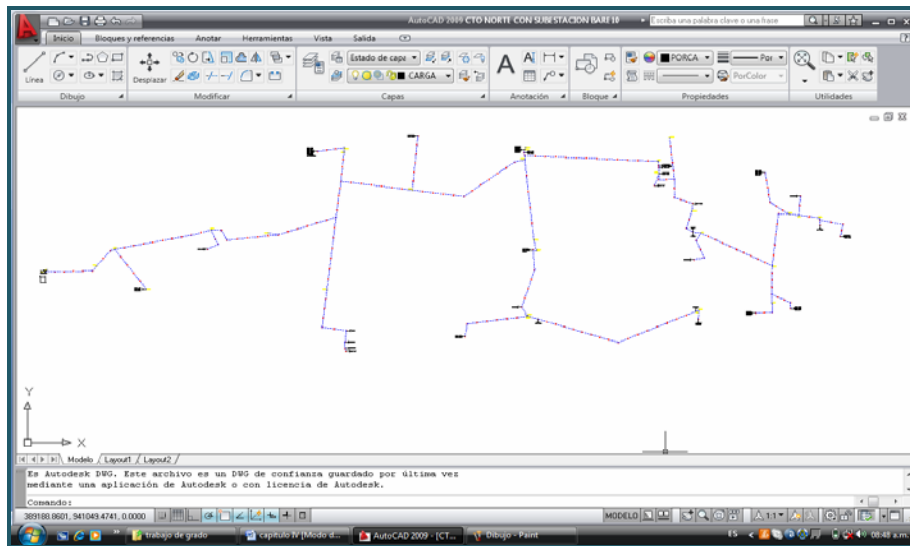 AutoCAD 2009 CTO NORTE CON SUBESTACION BARE 10
Escriba una palabra clave o una frase
Inicio Bloques y referencias Anotar Herramientas Vista Salida
Línea Desplazar
Estado de capa PORCA Por
CARGA PorColor
Dibujo Modificar Capas Anotación Bloque Propiedades Utilidades
Y
X
Modelo Layout1 Layout2
Es Autodesk DWG. Este archivo es un DWG de confianza guardado por última vez
mediante una aplicación de Autodesk o con licencia de Autodesk.
Comando:
389188.8601, 941049.4741, 0.0000 MODELO 1:1
trabajo de grado capitulo IV [Modo d... AutoCAD 2009 - [CT... Dibujo - Paint ES 08:48 a.m.